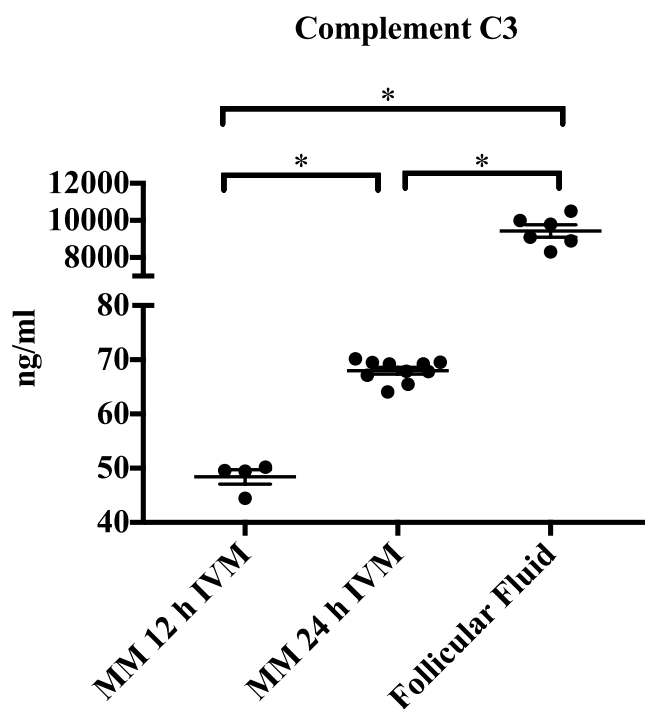 Complement C3
*
* *
12000
10000
8000
80
70
60
50
40
ng/ml
MM 12 h IVM
MM 24 h IVM
Follicular Fluid